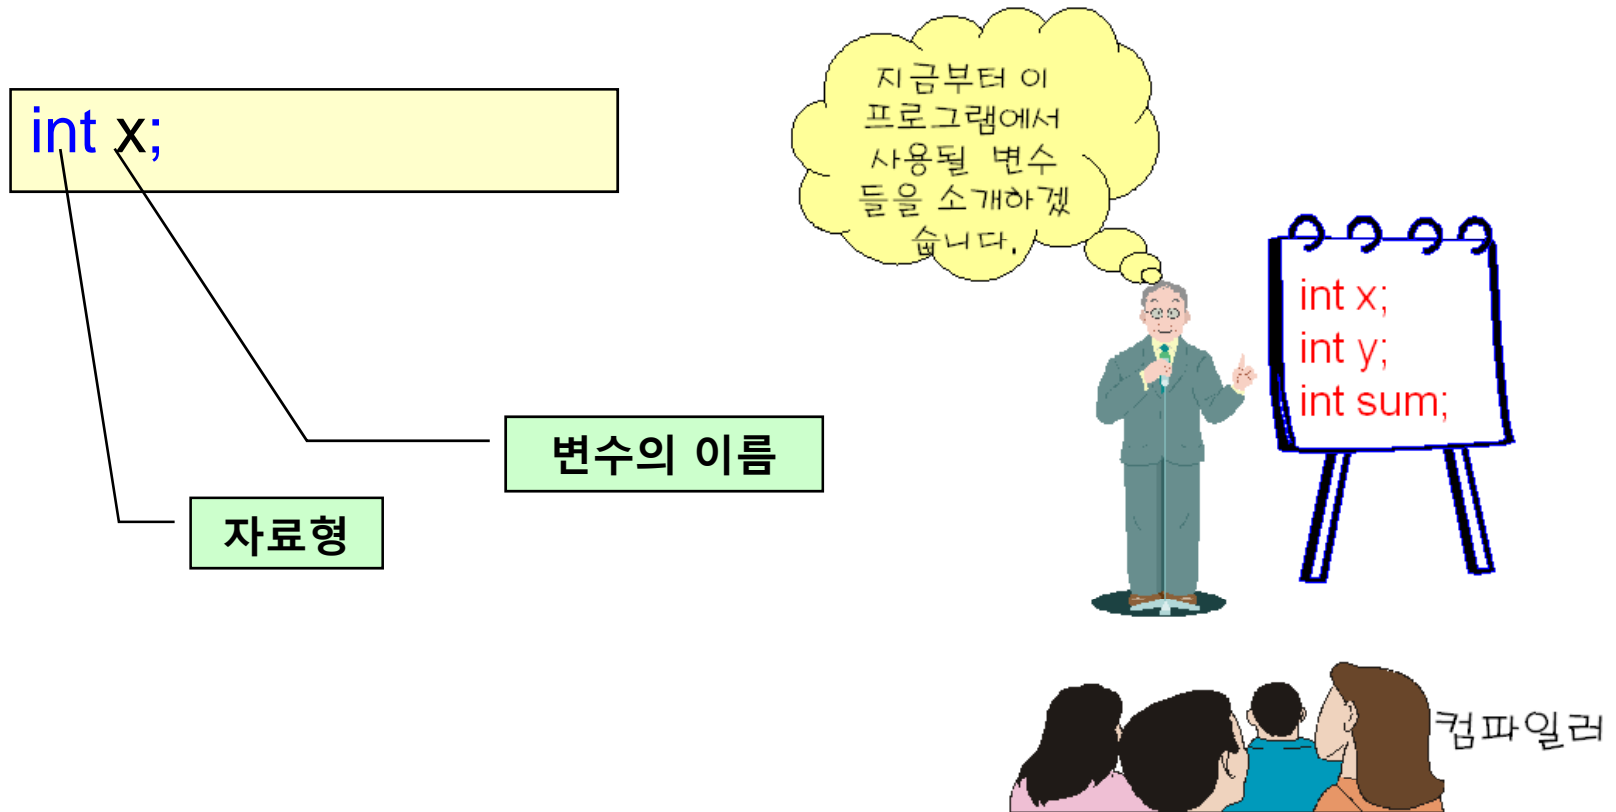 int x;
변수의 이름
자료형
지금부터 이
프로그램에서
사용될 변수
들을 소개하겠
습니다.
int x;
int y;
int sum;
컴파일러